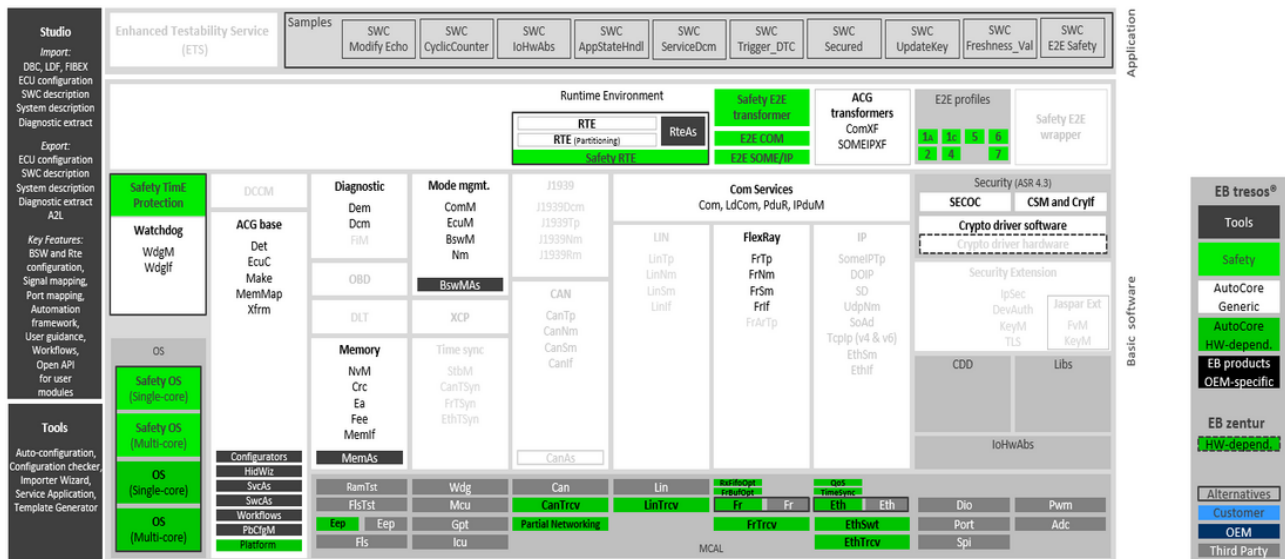 Studio
Import:
DBC, LDF, FIBEX
ECU configuration
SWC description
System description
Diagnostic extract
Export:
ECU configuration
SWC description
System description
Diagnostic extract
A2L
Key Features:
BSW and Rte
configuration,
Signal mapping,
Port mapping,
Automation
framework,
User guidance,
Workflows,
Open API
for user
modules
Tools
Auto-configuration,
Configuration checker,
Importer Wizard,
Service Application,
Template Generator
Enhanced Testability Service
(ETS)
Samples
SWC
Modify Echo
SWC
CyclicCounter
SWC
IoHwAbs
SWC
AppStateHndl
SWC
ServiceDcm
SWC
Trigger_DTC
SWC
Secured
SWC
UpdateKey
SWC
Freshness_Val
SWC
E2E Safety
Application
Runtime Environment
RTE
RTE (Partitioning)
RteAs
Safety RTE
Safety E2E
transformer
E2E COM
E2E SOME/IP
ACG
transformers
ComXF
SOMEIPXF
E2E profiles
1A 1C 5 6
2 4 7
Safety E2E
wrapper
Safety TimE
Protection
Watchdog
WdgM
WdgIf
OS
Safety OS
(Single-core)
Safety OS
(Multi-core)
OS
(Single-core)
OS
(Multi-core)
DCCM
ACG base
Det
EcuC
Make
MemMap
Xfrm
Configurators
HidWiz
SvcAs
SwcAs
Workflows
PbCfgM
Platform
Diagnostic
Dem
Dcm
FiM
OBD
DLT
Memory
NvM
Crc
Ea
Fee
MemIf
MemAs
Mode mgmt.
ComM
EcuM
BswM
Nm
BswMAs
XCP
Time sync
StbM
CanTSyn
FrTSyn
EthTSyn
J1939
J1939Dcm
J1939Tp
J1939Nm
J1939Rm
CAN
CanTp
CanNm
CanSm
CanIf
CanAs
Com Services
Com, LdCom, PduR, IPduM
LIN
LinTp
LinNm
LinSm
LinIf
FlexRay
FrTp
FrNm
FrSm
FrIf
FrArTp
IP
SomeIPTp
DOIP
SD
UdpNm
SoAd
TcpIp (v4 & v6)
EthSm
EthIf
Security (ASR 4.3)
SECOC
CSM and CryIf
Crypto driver software
Crypto driver hardware
Security Extension
IpSec
DevAuth
KeyM
TLS
Jaspar Ext
FvM
KeyM
CDD
Libs
IoHwAbs
Basic software
RamTst
FlsTst
Eep Eep
Fls
Wdg
Mcu
Gpt
Icu
Can
CanTrcv
Partial Networking
Lin
LinTrcv
RxFifoOpt
FrBufOpt
Fr Fr
FrTrcv
QoS
TimeSync
Eth Eth
EthSwt
EthTrcv
Dio
Port
Spi
Pwm
Adc
MCAL
EB tresos®
Tools
Safety
AutoCore
Generic
AutoCore
HW-depend.
EB products
OEM-specific
EB zentur
HW-depend.
Alternatives
Customer
OEM
Third Party